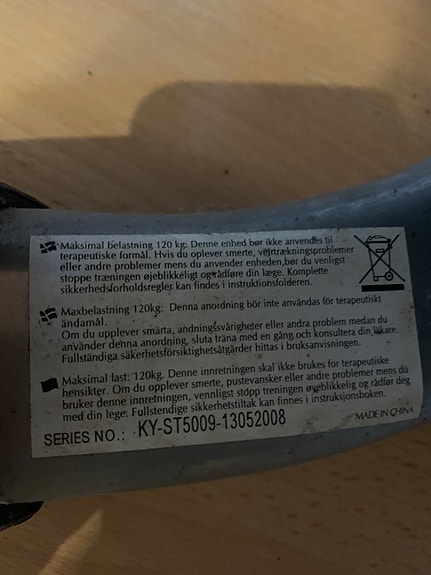 Maksimal belastning 120 kg: Denne enhed bør ikke anvendes til
terapeutiske formål. Hvis du oplever smerte, vejrtrækningsproblemer
eller andre problemer mens du anvender enheden, bør du venligst
stoppe træningen øjeblikkeligt og rådføre din læge. Komplette
sikkerhedsforholdsregler kan findes i instruktionsfolderen.
Maxbelastning 120kg: Denna anordning bör inte användas för terapeutiskt
ändamål.
Om du upplever smärta, andningssvårigheter eller andra problem medan du
använder denna anordning, sluta träna med en gång och konsultera din läkare.
Fullständiga säkerhetsförsiktighetsåtgärder hittas i bruksanvisningen.
Maksimal last: 120kg. Denne innretningen skal ikke brukes for terapeutiske
hensikter. Om du opplever smerter, pustevansker eller andre problemer mens du
bruker denne innretningen, vennligst stöpp treningen øyeblikkelig og rådfør deg
med din lege: Fullstendige sikkerhetstiltak kan finnes i instruksjonsboken.
SERIES NO.: KY-ST5009-13052008
MADE IN CHINA